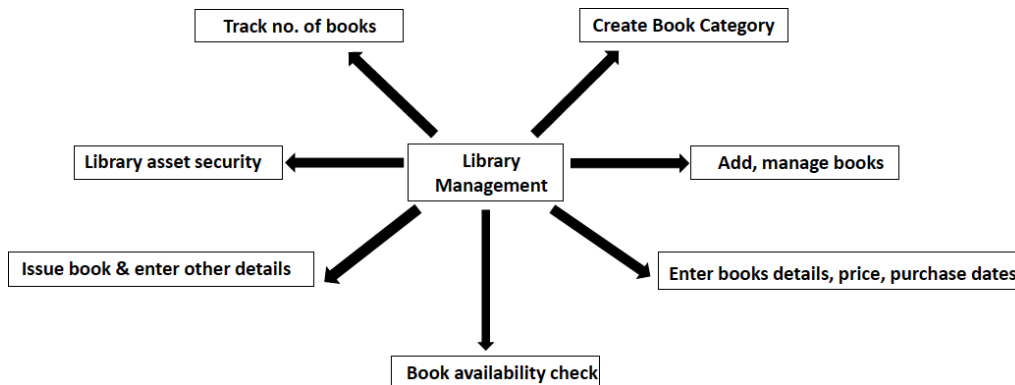 Track no. of books
Create Book Category
Library asset security
Library
Management
Add, manage books
Issue book & enter other details
Enter books details, price, purchase dates
Book availability check